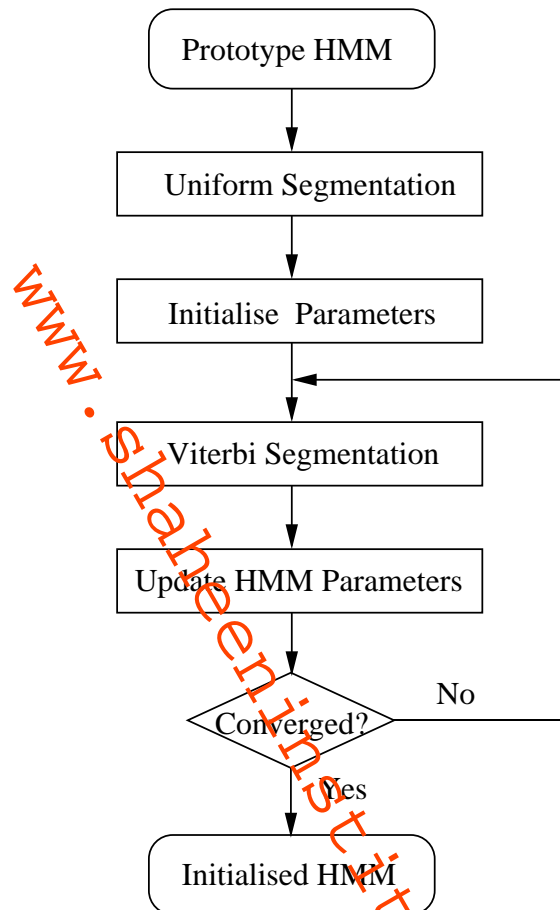 Prototype HMM
Uniform Segmentation
Initialise Parameters
Viterbi Segmentation
Update HMM Parameters
Converged?
No
Yes
Initialised HMM
www.shaheeninstit